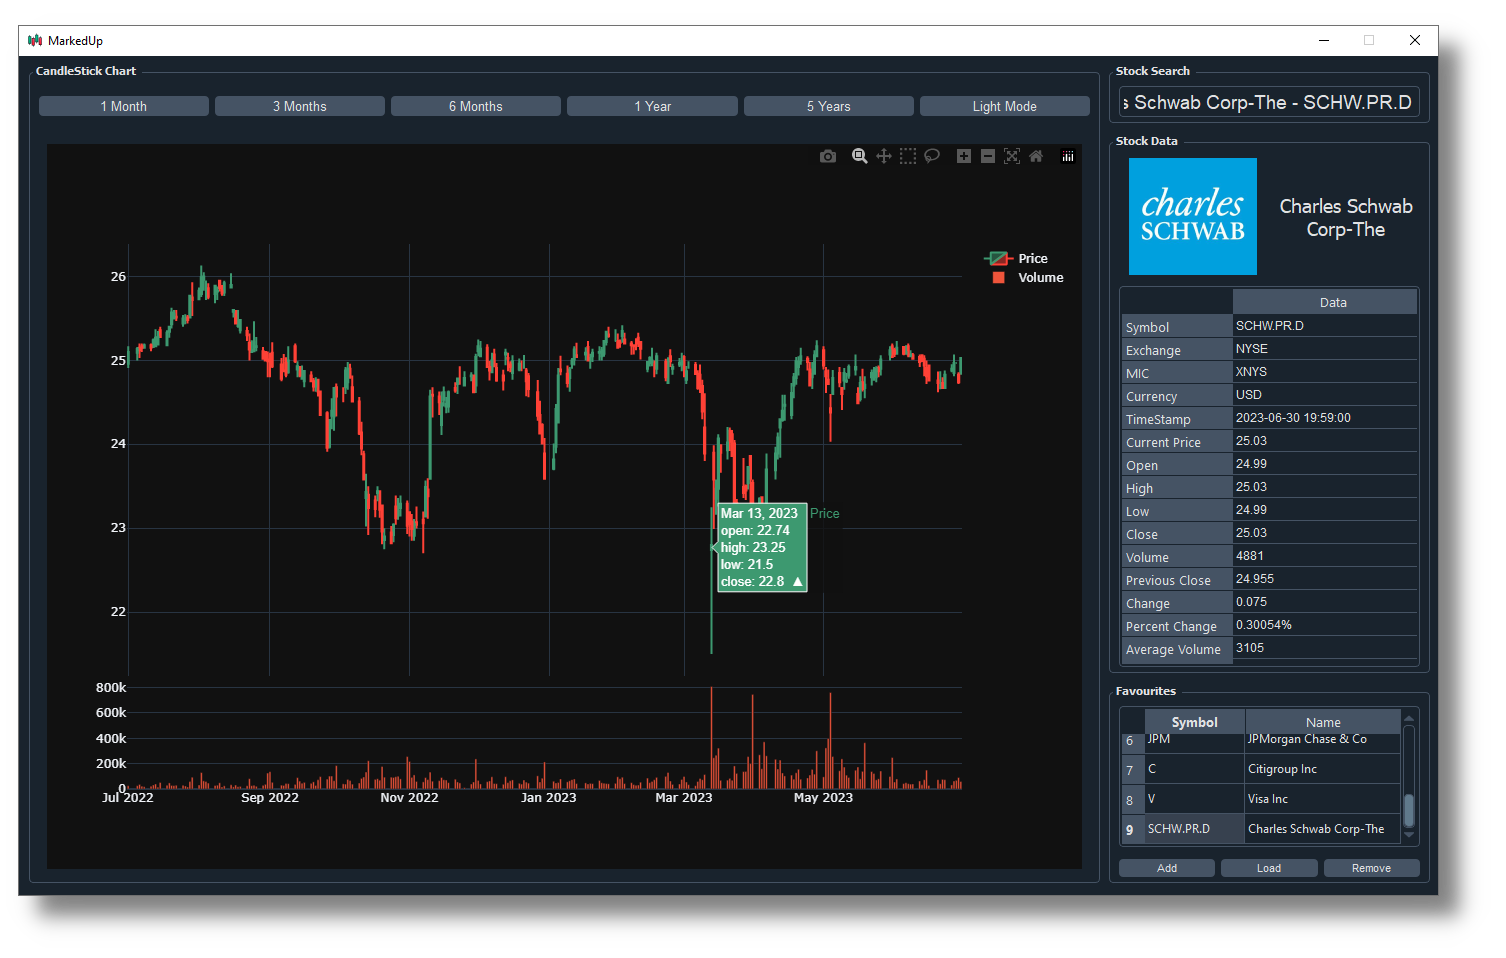 MarkedUp
CandleStick Chart
1 Month
3 Months
6 Months
1 Year
5 Years
Light Mode
26
25
24
23
22
800k
600k
400k
200k
0
Jul 2022
Sep 2022
Nov 2022
Jan 2023
Mar 2023
May 2023
Price
Volume
Mar 13, 2023
open: 22.74
high: 23.25
low: 21.5
close: 22.8 ▲
Price
Stock Search
s Schwab Corp-The - SCHW.PR.D
Stock Data
charles
SCHWAB
Charles Schwab
Corp-The
Data
Symbol SCHW.PR.D
Exchange NYSE
MIC XNYS
Currency USD
TimeStamp 2023-06-30 19:59:00
Current Price 25.03
Open 24.99
High 25.03
Low 24.99
Close 25.03
Volume 4881
Previous Close 24.955
Change 0.075
Percent Change 0.30054%
Average Volume 3105
Favourites
Symbol Name
6 JPM JPMorgan Chase & Co
7 C Citigroup Inc
8 V Visa Inc
9 SCHW.PR.D Charles Schwab Corp-The
Add
Load
Remove